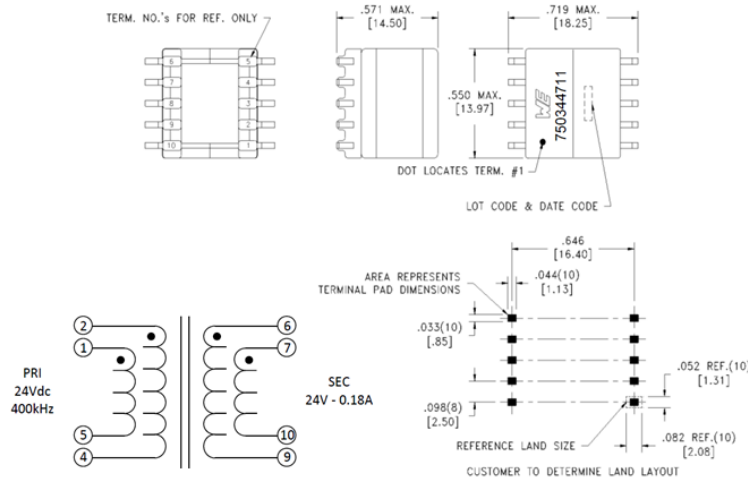 TERM. NO.'s FOR REF. ONLY
6
5
7
4
8
3
9
2
10
1
.571 MAX.
[14.50]
.719 MAX.
[18.25]
.550 MAX.
[13.97]
WE
750344711
DOT LOCATES TERM. #1
LOT CODE & DATE CODE
2
1
PRI
24Vdc
400kHz
5
4
6
7
SEC
24V - 0.18A
10
9
.646
[16.40]
AREA REPRESENTS
TERMINAL PAD DIMENSIONS
.044(10)
[1.13]
.033(10)
[.85]
.052 REF.(10)
[1.31]
.098(8)
[2.50]
REFERENCE LAND SIZE
.082 REF.(10)
[2.08]
CUSTOMER TO DETERMINE LAND LAYOUT